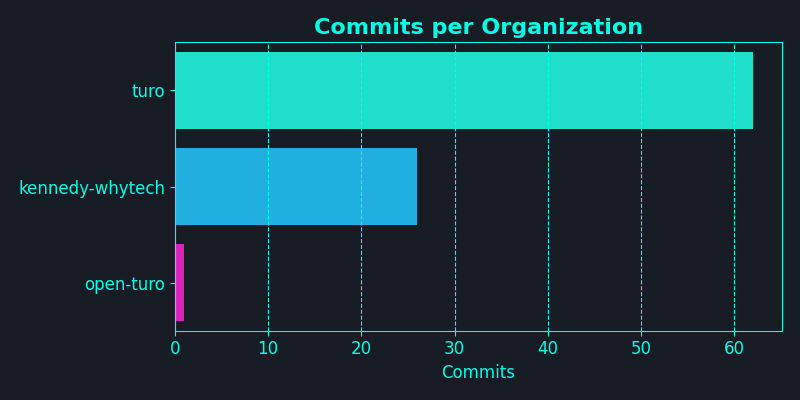 Commits per Organization
turo
kennedy-whytech
open-turo
0 10 20 30 40 50 60
Commits